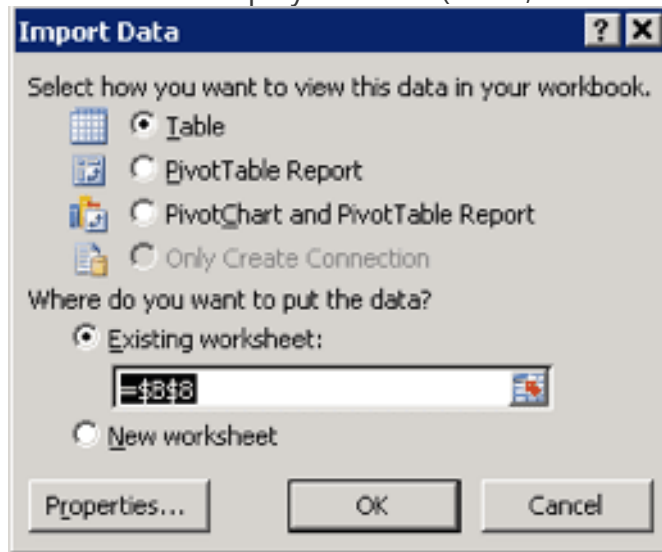 Import Data
Select how you want to view this data in your workbook.
Table
PivotTable Report
PivotChart and PivotTable Report
Only Create Connection
Where do you want to put the data?
Existing worksheet:
=$B$8
New worksheet
Properties...
OK
Cancel